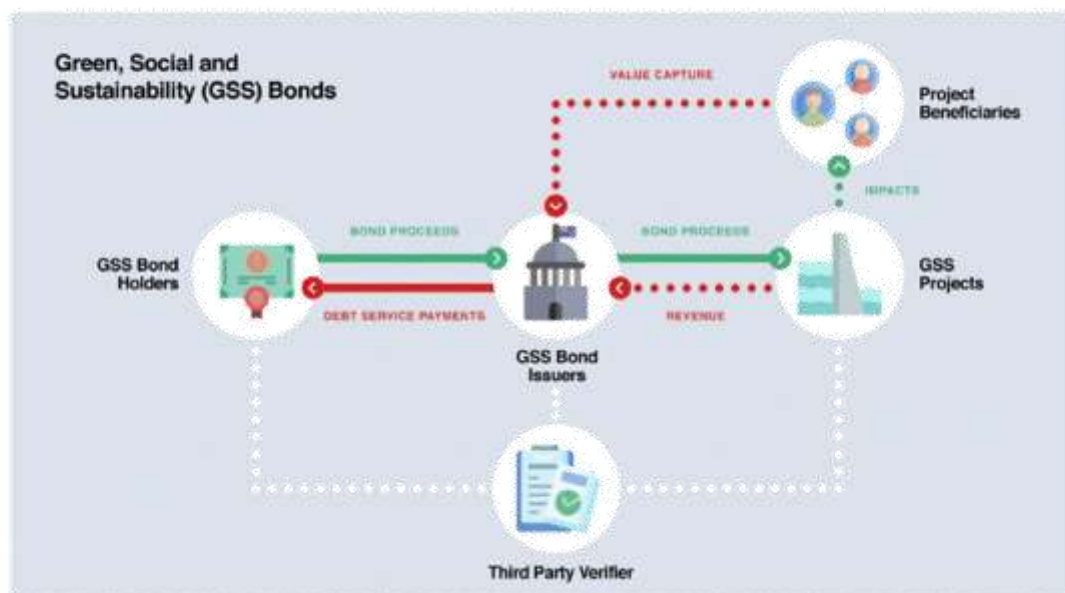 Green, Social and
Sustainability (GSS) Bonds
VALUE CAPTURE
Project
Beneficiaries
IMPACTS
BOND PROCEEDS
BOND PROCEEDS
GSS Bond
Holders
GSS
Projects
DEBT SERVICE PAYMENTS
REVENUE
GSS Bond
Issuers
Third Party Verifier